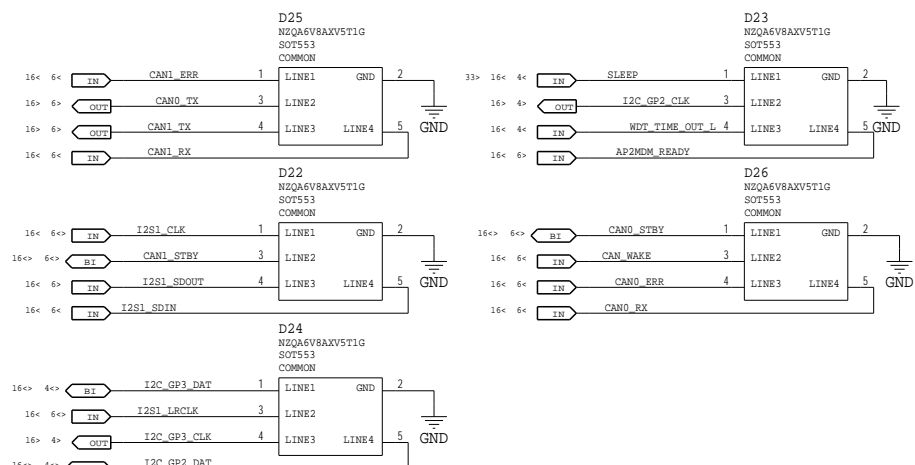 D25
NZQA6V8AXV5T1G
SOT553
COMMON
16< 6< IN CAN1_ERR 1 LINE1 GND 2
16> 6> OUT CAN0_TX 3 LINE2
16> 6> OUT CAN1_TX 4 LINE3 LINE4 5 GND
16< 6< IN CAN1_RX
D23
NZQA6V8AXV5T1G
SOT553
COMMON
33> 16< 4< IN SLEEP 1 LINE1 GND 2
16> 4> OUT I2C_GP2_CLK 3 LINE2
16< 4< IN WDT_TIME_OUT_L 4 LINE3 LINE4 5 GND
16< 6> IN AP2MDM_READY
D22
NZQA6V8AXV5T1G
SOT553
COMMON
16< 6<> IN I2S1_CLK 1 LINE1 GND 2
16<> 6<> BI CAN1_STBY 3 LINE2
16< 6> IN I2S1_SDOUT 4 LINE3 LINE4 5 GND
16< 6< IN I2S1_SDIN
D26
NZQA6V8AXV5T1G
SOT553
COMMON
16<> 6<> BI CAN0_STBY 1 LINE1 GND 2
16< 6< IN CAN_WAKE 3 LINE2
16< 6< IN CAN0_ERR 4 LINE3 LINE4 5 GND
16< 6< IN CAN0_RX
D24
NZQA6V8AXV5T1G
SOT553
COMMON
16<> 4<> BI I2C_GP3_DAT 1 LINE1 GND 2
16< 6<> IN I2S1_LRCLK 3 LINE2
16> 4> OUT I2C_GP3_CLK 4 LINE3 LINE4 5 GND
16<> 4<> I2C_GP2_DAT